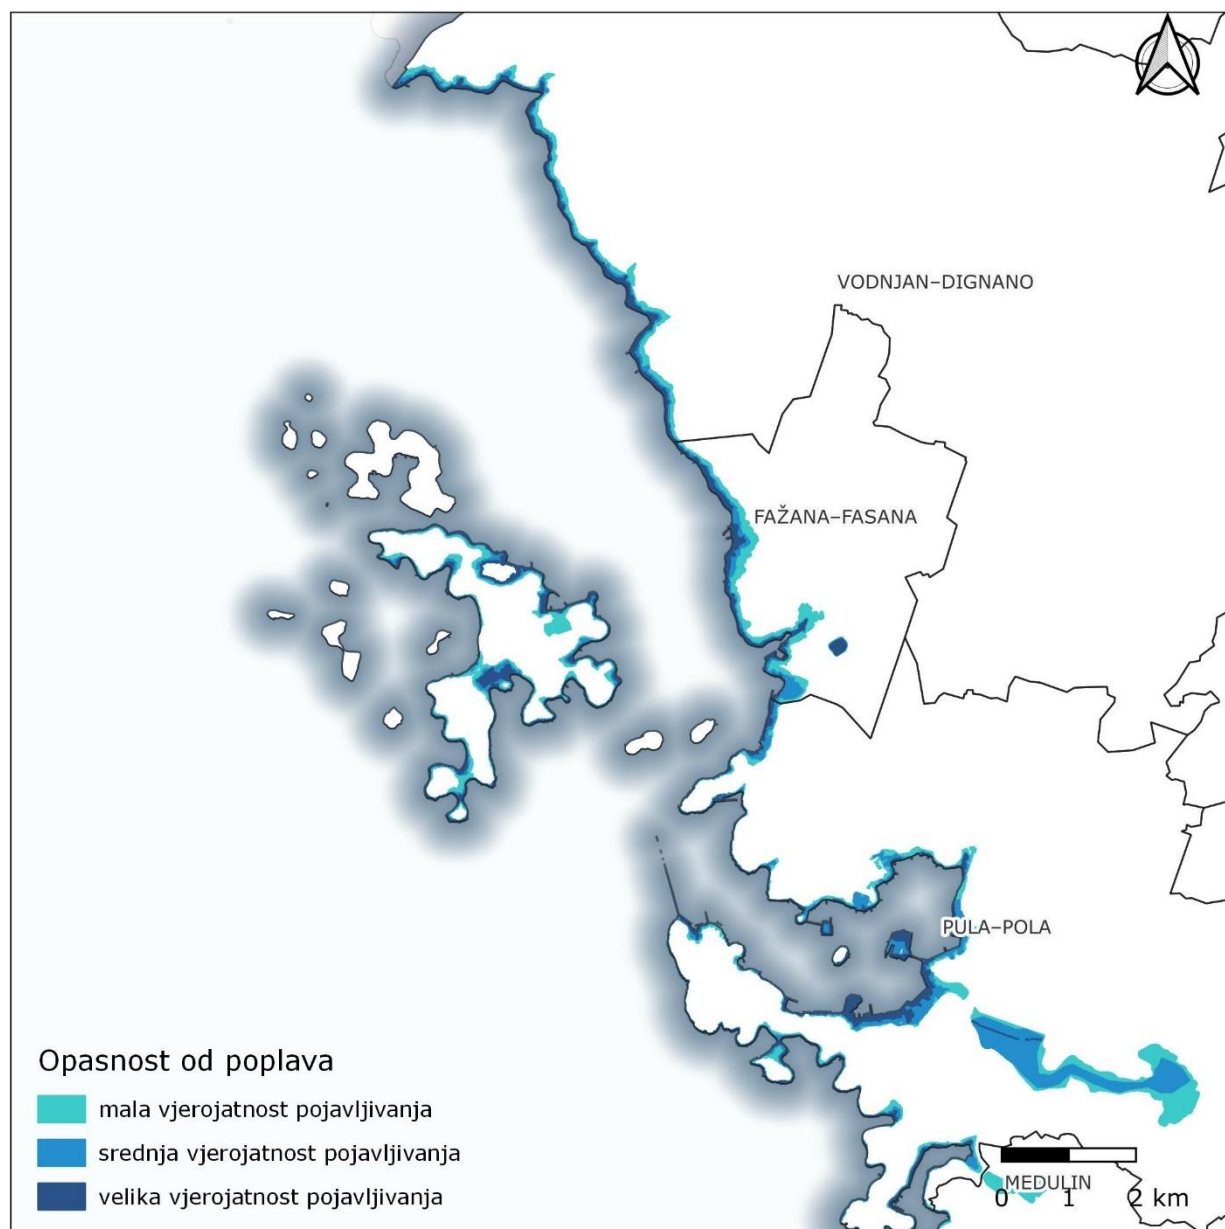 VODNJAN–DIGNANO
FAŽANA–FASANA
PULA–POLA
Opasnost od poplava
mala vjerojatnost pojavljivanja
srednja vjerojatnost pojavljivanja
velika vjerojatnost pojavljivanja
MEDULIN
0 1 2 km